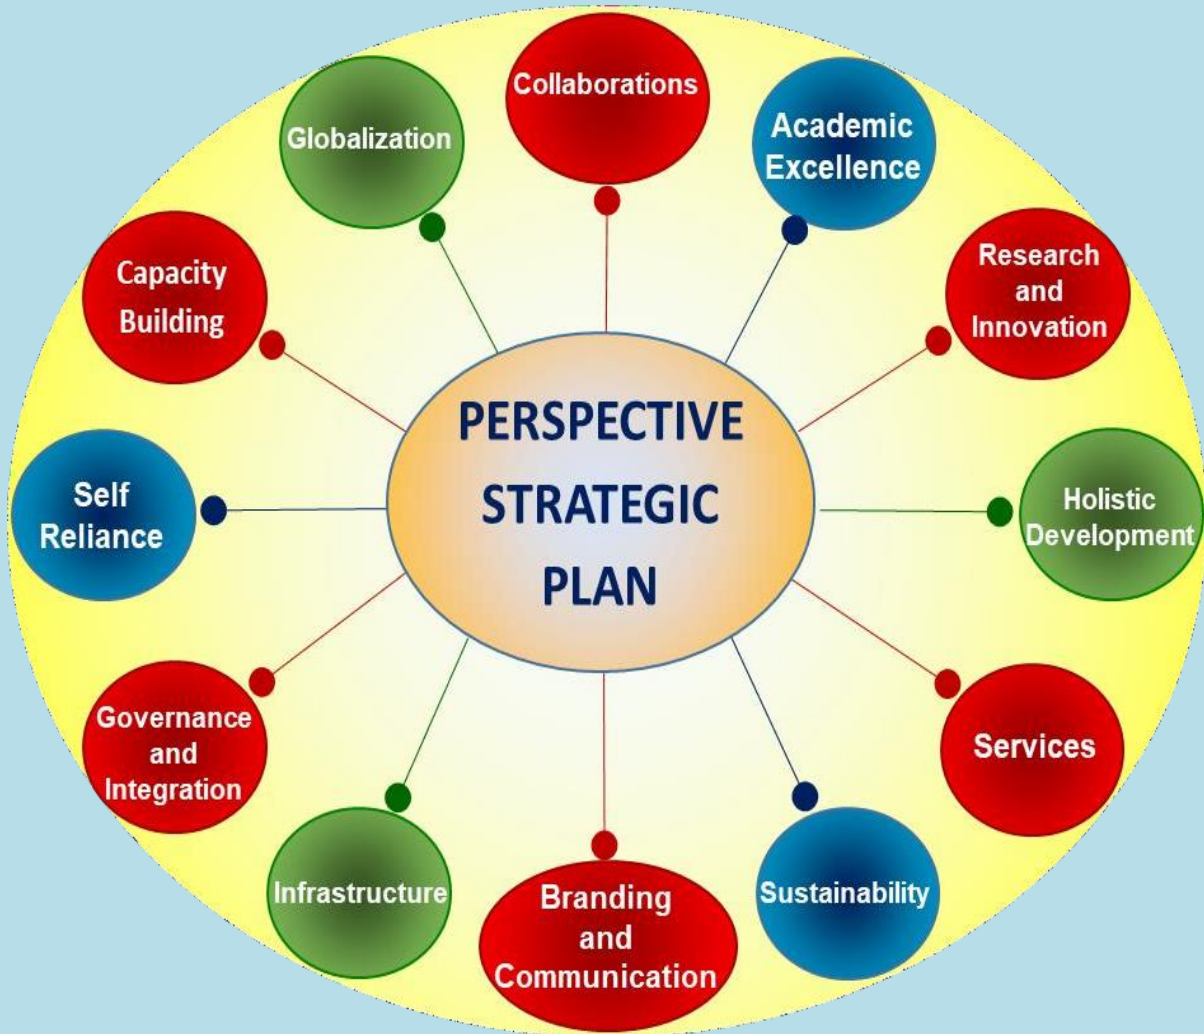 PERSPECTIVE
STRATEGIC
PLAN
Collaborations
Academic
Excellence
Research
and
Innovation
Holistic
Development
Services
Sustainability
Branding
and
Communication
Infrastructure
Governance
and
Integration
Self
Reliance
Capacity
Building
Globalization